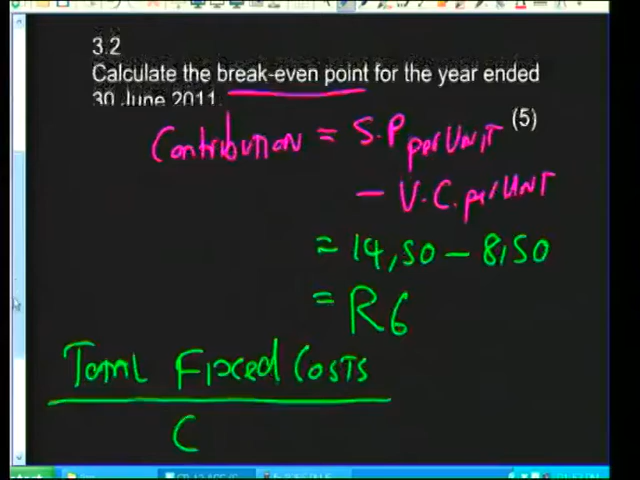 3.2
Calculate the break-even point for the year ended
30 June 2011
(5)
Contribution = S.P per UNIT
- V.C. per UNIT
= 14,50 - 8,50
= R6
Total Fixed Costs
C